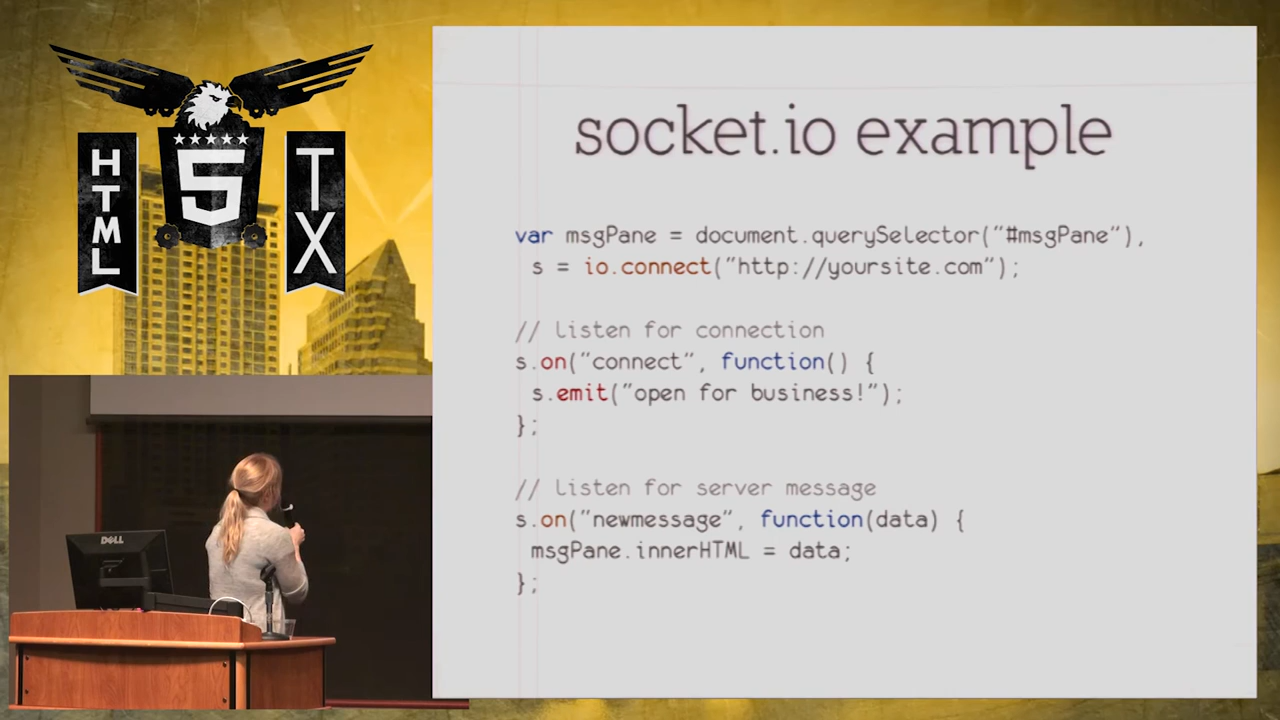 HTML
5
TX
socket.io example
var msgPane = document.querySelector("#msgPane"),
s = io.connect("http://yoursite.com");
// listen for connection
s.on("connect", function() {
s.emit("open for business!");
};
// listen for server message
s.on("newmessage", function(data) {
msgPane.innerHTML = data;
};
DELL